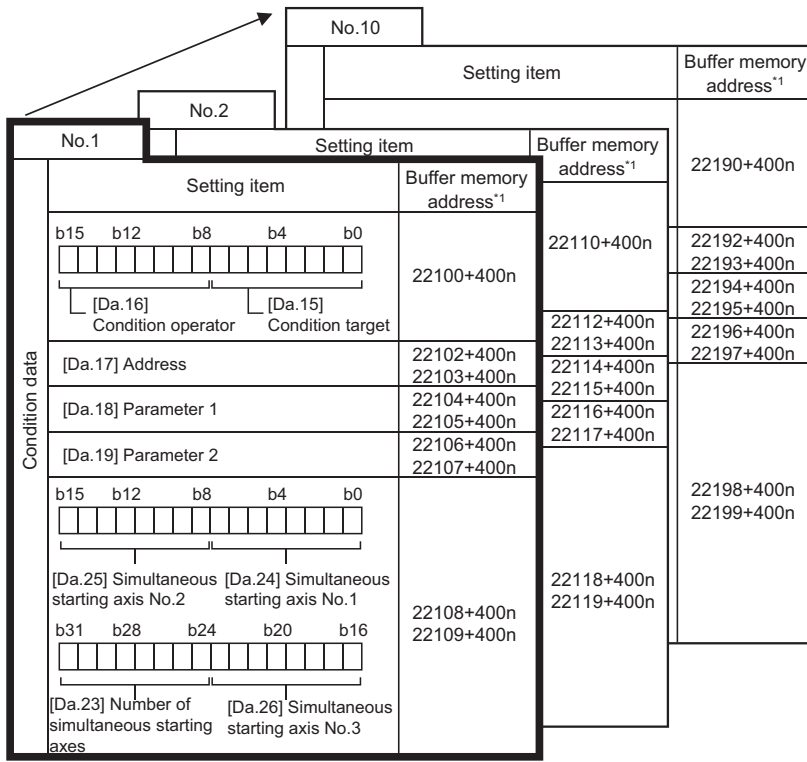 No.10
Setting item
Buffer memory
address*1
22190+400n
22192+400n
22193+400n
22194+400n
22195+400n
22196+400n
22197+400n
22198+400n
22199+400n
No.2
Setting item
Buffer memory
address*1
22110+400n
22112+400n
22113+400n
22114+400n
22115+400n
22116+400n
22117+400n
22118+400n
22119+400n
No.1
Condition data
Setting item
Buffer memory
address*1
b15 b12 b8 b4 b0
[Da.16]
Condition operator
[Da.15]
Condition target
22100+400n
[Da.17] Address
22102+400n
22103+400n
[Da.18] Parameter 1
22104+400n
22105+400n
[Da.19] Parameter 2
22106+400n
22107+400n
b15 b12 b8 b4 b0
[Da.25] Simultaneous
starting axis No.2
[Da.24] Simultaneous
starting axis No.1
b31 b28 b24 b20 b16
[Da.23] Number of
simultaneous starting
axes
[Da.26] Simultaneous
starting axis No.3
22108+400n
22109+400n